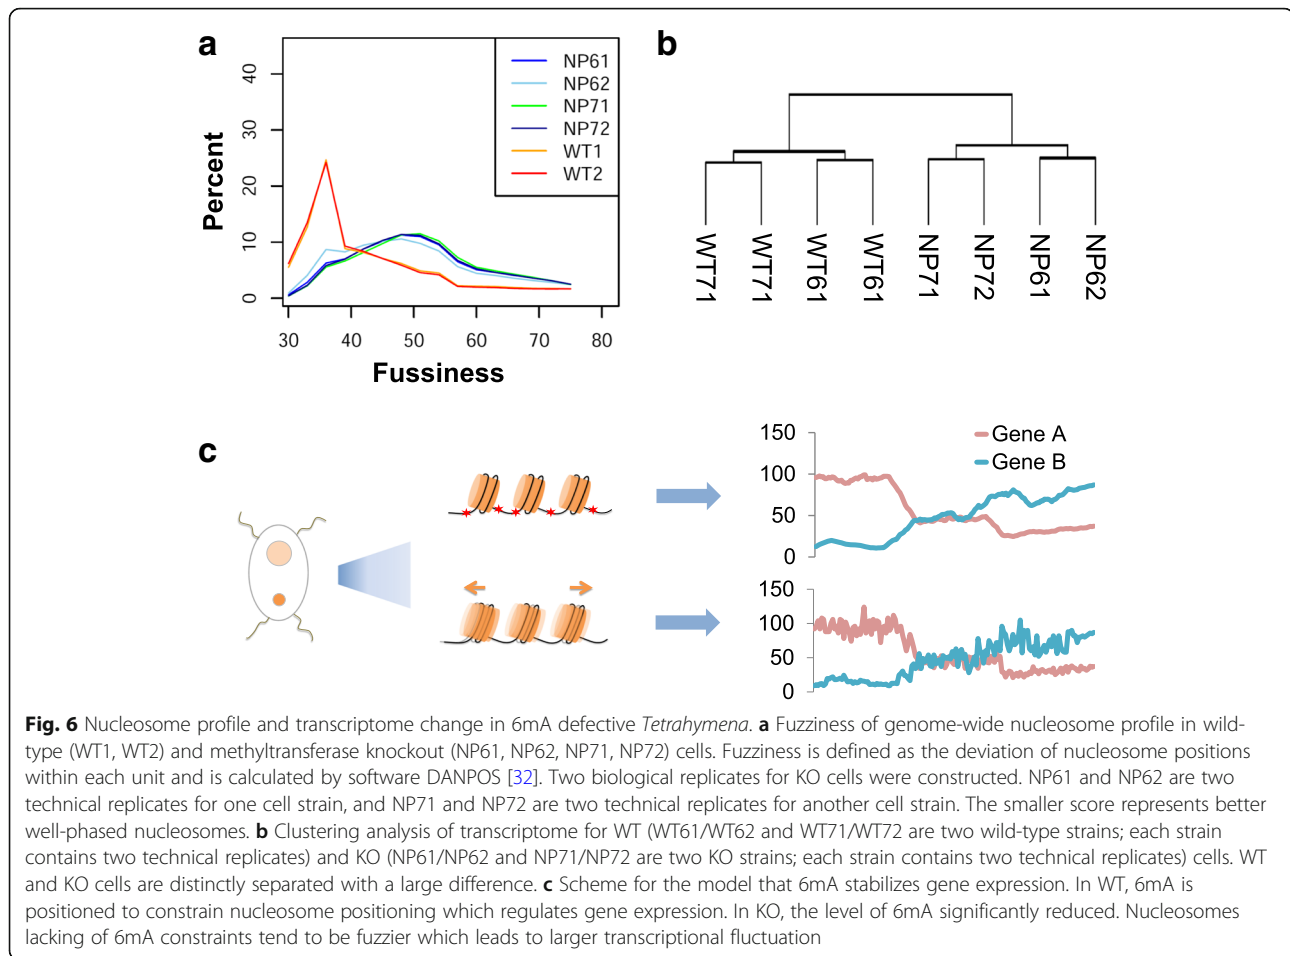 a
40
30
20
10
0
Percent
30 40 50 60 70 80
Fussiness
NP61
NP62
NP71
NP72
WT1
WT2
b
WT71 WT71 WT61 WT61 NP71 NP72 NP61 NP62
c
150
100
50
0
Gene A
Gene B
150
100
50
0
Fig. 6 Nucleosome profile and transcriptome change in 6mA defective Tetrahymena. a Fuzziness of genome-wide nucleosome profile in wild-
type (WT1, WT2) and methyltransferase knockout (NP61, NP62, NP71, NP72) cells. Fuzziness is defined as the deviation of nucleosome positions
within each unit and is calculated by software DANPOS [32]. Two biological replicates for KO cells were constructed. NP61 and NP62 are two
technical replicates for one cell strain, and NP71 and NP72 are two technical replicates for another cell strain. The smaller score represents better
well-phased nucleosomes. b Clustering analysis of transcriptome for WT (WT61/WT62 and WT71/WT72 are two wild-type strains; each strain
contains two technical replicates) and KO (NP61/NP62 and NP71/NP72 are two KO strains; each strain contains two technical replicates) cells. WT
and KO cells are distinctly separated with a large difference. c Scheme for the model that 6mA stabilizes gene expression. In WT, 6mA is
positioned to constrain nucleosome positioning which regulates gene expression. In KO, the level of 6mA significantly reduced. Nucleosomes
lacking of 6mA constraints tend to be fuzzier which leads to larger transcriptional fluctuation